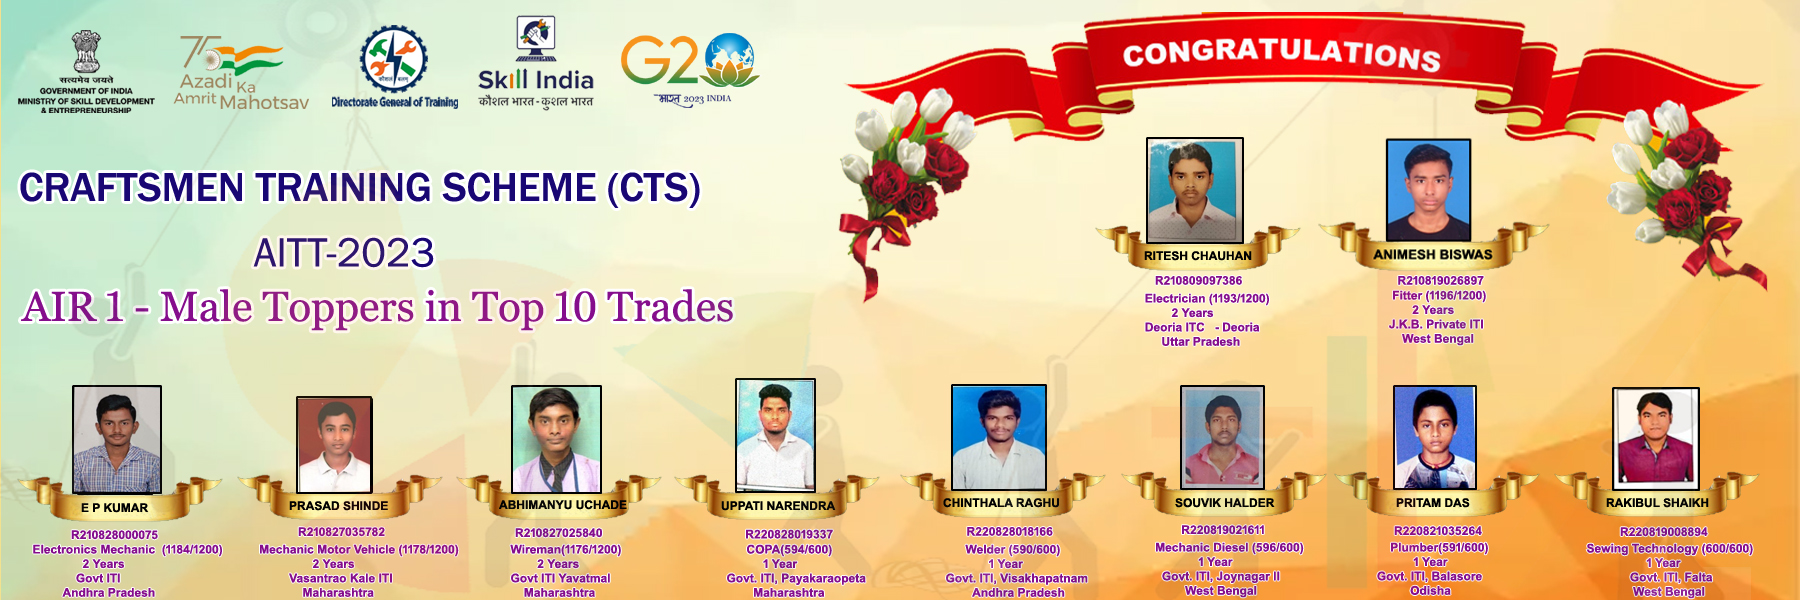 सत्यमेव जयते
GOVERNMENT OF INDIA
MINISTRY OF SKILL DEVELOPMENT
& ENTREPRENEURSHIP
75
Azadi Ka
Amrit Mahotsav
कौशलं बलम्
Directorate General of Training
Skill India
कौशल भारत - कुशल भारत
G20
भारत 2023 INDIA
CONGRATULATIONS
CRAFTSMEN TRAINING SCHEME (CTS)
AITT-2023
AIR 1 - Male Toppers in Top 10 Trades
RITESH CHAUHAN
R210809097386
Electrician (1193/1200)
2 Years
Deoria ITC - Deoria
Uttar Pradesh
ANIMESH BISWAS
R210819026897
Fitter (1196/1200)
2 Years
J.K.B. Private ITI
West Bengal
E P KUMAR
R210828000075
Electronics Mechanic (1184/1200)
2 Years
Govt ITI
Andhra Pradesh
PRASAD SHINDE
R210827035782
Mechanic Motor Vehicle (1178/1200)
2 Years
Vasantrao Kale ITI
Maharashtra
ABHIMANYU UCHADE
R210827025840
Wireman(1176/1200)
2 Years
Govt ITI Yavatmal
Maharashtra
UPPATI NARENDRA
R220828019337
COPA(594/600)
1 Year
Govt. ITI, Payakaraopeta
Maharashtra
CHINTHALA RAGHU
R220828018166
Welder (590/600)
1 Year
Govt. ITI, Visakhapatnam
Andhra Pradesh
SOUVIK HALDER
R220819021611
Mechanic Diesel (596/600)
1 Year
Govt. ITI, Joynagar II
West Bengal
PRITAM DAS
R220821035264
Plumber(591/600)
1 Year
Govt. ITI, Balasore
Odisha
RAKIBUL SHAIKH
R220819008894
Sewing Technology (600/600)
1 Year
Govt. ITI, Falta
West Bengal